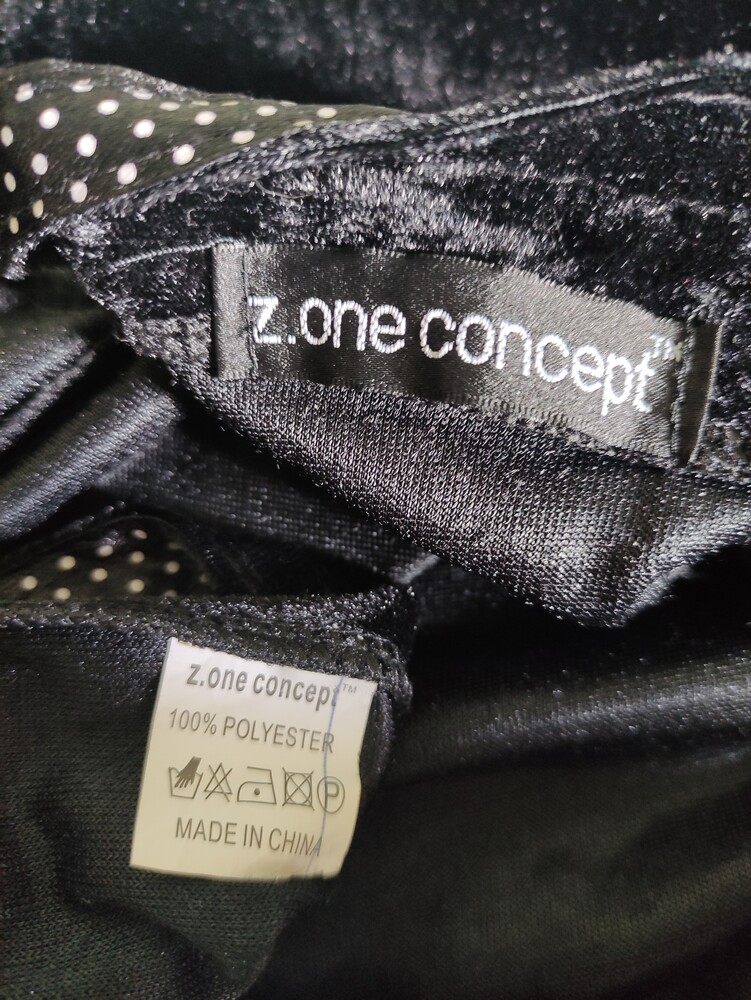 z.one concept™
z.one concept™
100% POLYESTER
P
MADE IN CHINA